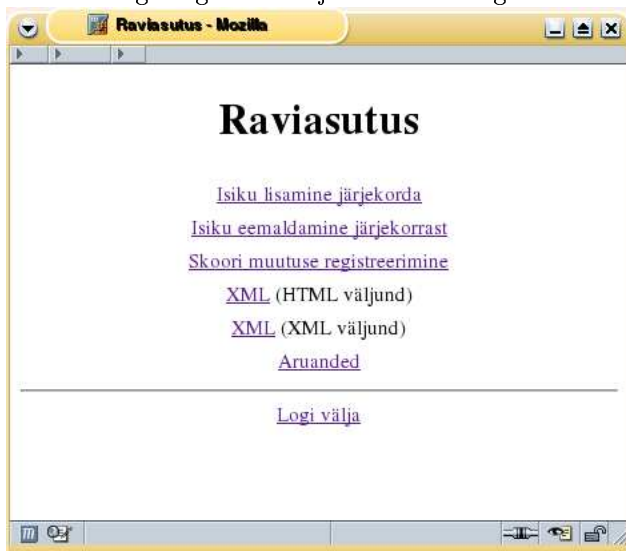 Raviasutus - Mozilla
Raviasutus
Isiku lisamine järjekorda
Isiku eemaldamine järjekorrast
Skoori muutuse registreerimine
XML (HTML väljund)
XML (XML väljund)
Aruanded
Logi välja